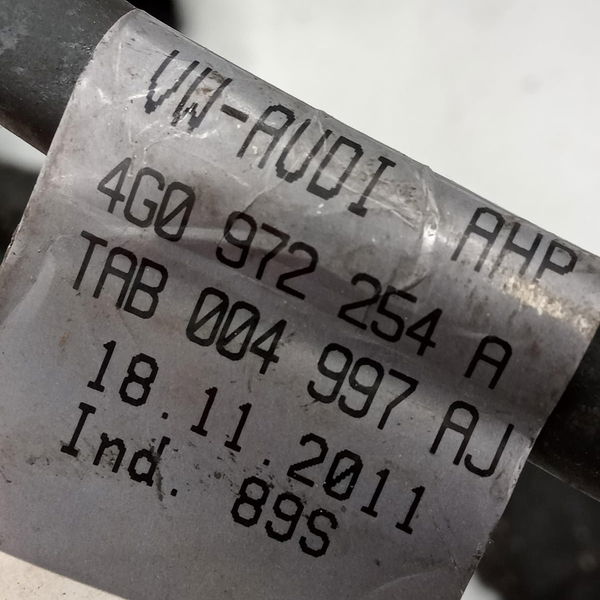 VW-AUDI AHP
4G0 972 254 A
TAB 004 997 AJ
18.11.2011
Ind. 89S